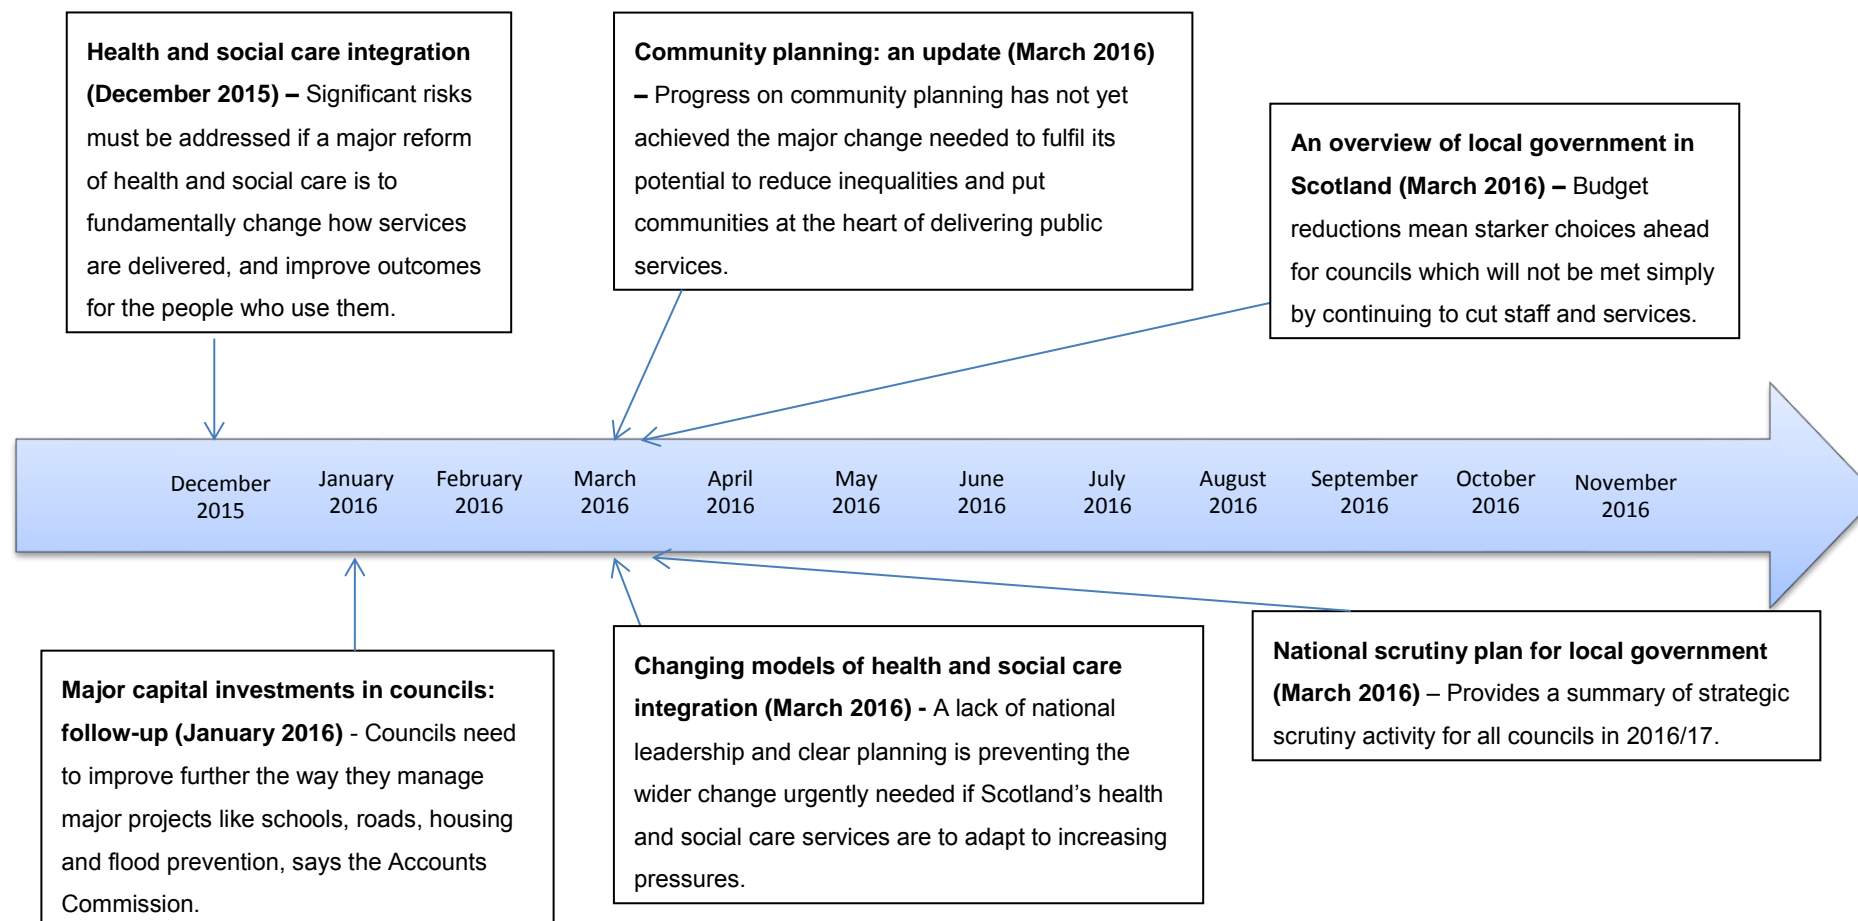 Health and social care integration
(December 2015) – Significant risks
must be addressed if a major reform
of health and social care is to
fundamentally change how services
are delivered, and improve outcomes
for the people who use them.
Community planning: an update (March 2016)
– Progress on community planning has not yet
achieved the major change needed to fulfil its
potential to reduce inequalities and put
communities at the heart of delivering public
services.
An overview of local government in
Scotland (March 2016) – Budget
reductions mean starker choices ahead
for councils which will not be met simply
by continuing to cut staff and services.
December
2015
January
2016
February
2016
March
2016
April
2016
May
2016
June
2016
July
2016
August
2016
September
2016
October
2016
November
2016
Major capital investments in councils:
follow-up (January 2016) - Councils need
to improve further the way they manage
major projects like schools, roads, housing
and flood prevention, says the Accounts
Commission.
Changing models of health and social care
integration (March 2016) - A lack of national
leadership and clear planning is preventing the
wider change urgently needed if Scotland’s health
and social care services are to adapt to increasing
pressures.
National scrutiny plan for local government
(March 2016) – Provides a summary of strategic
scrutiny activity for all councils in 2016/17.